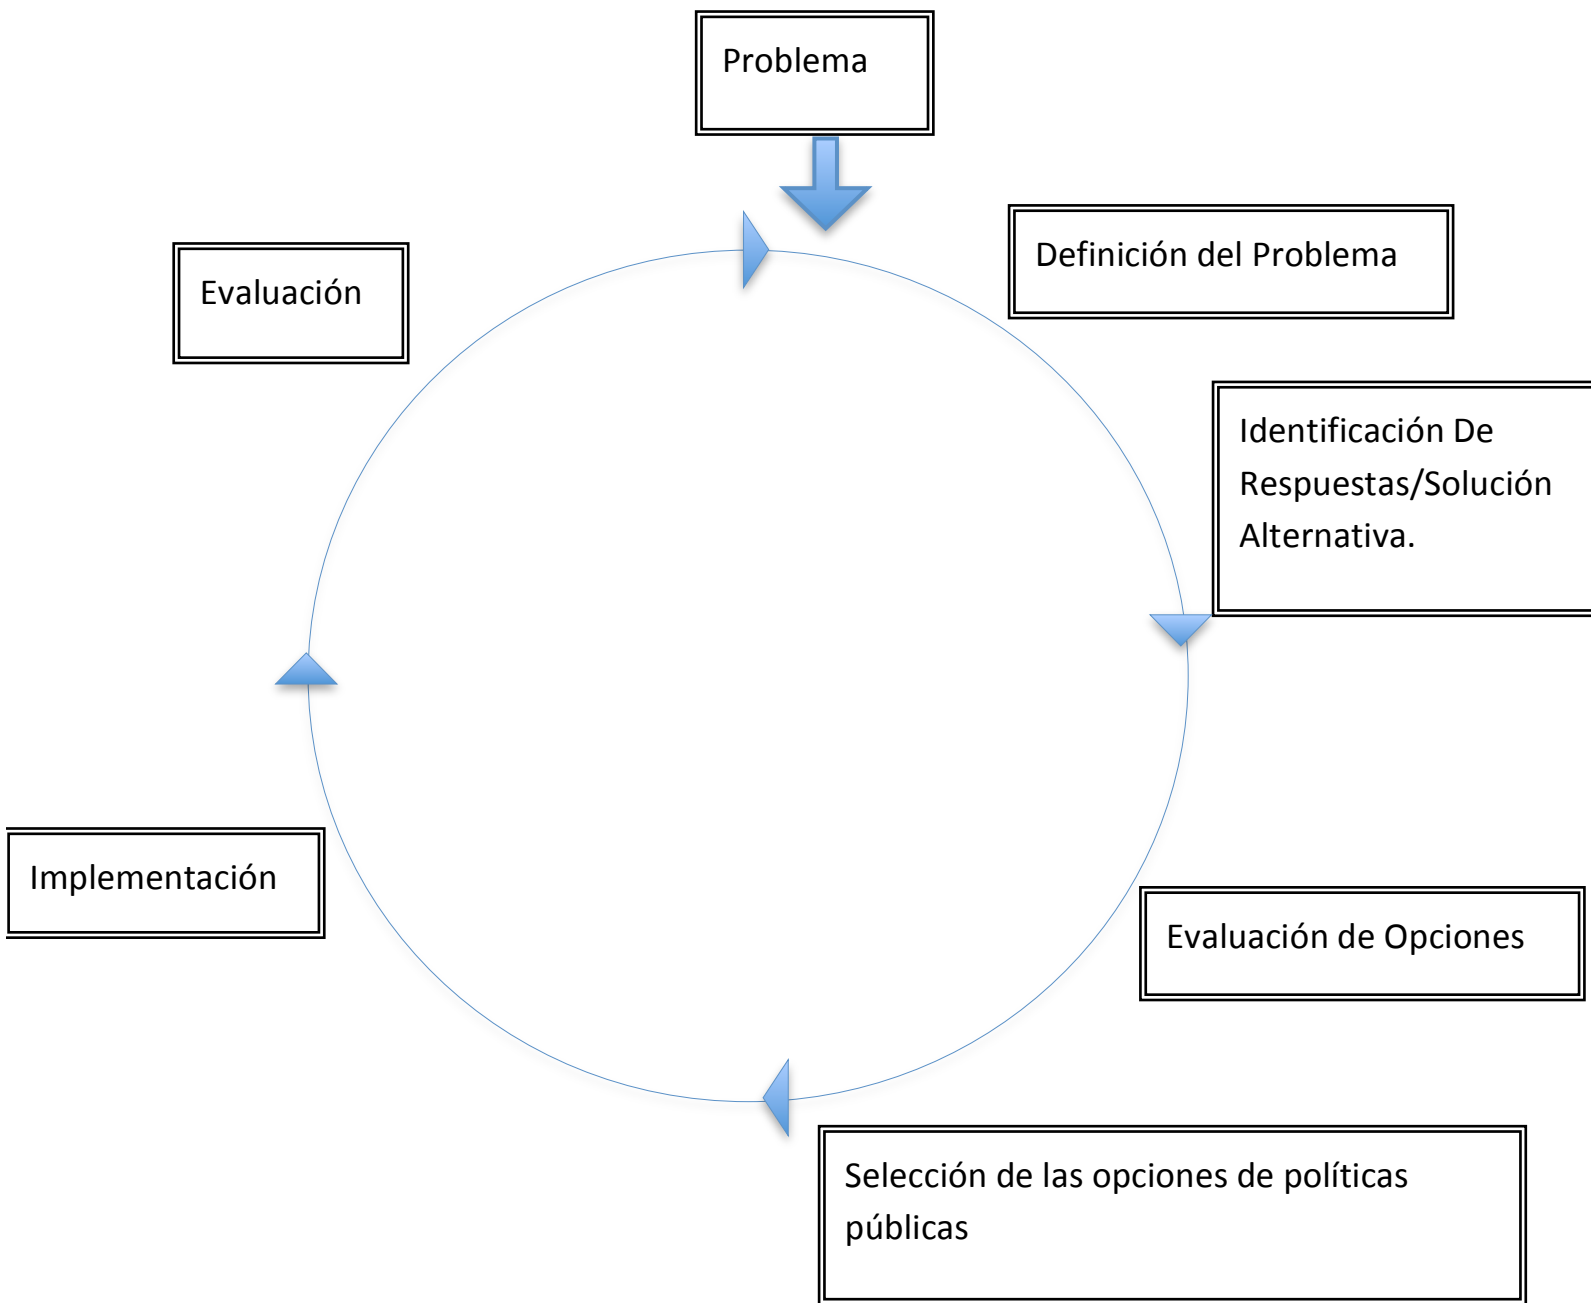 Problema
Definición del Problema
Identificación De
Respuestas/Solución
Alternativa.
Evaluación de Opciones
Selección de las opciones de políticas
públicas
Implementación
Evaluación